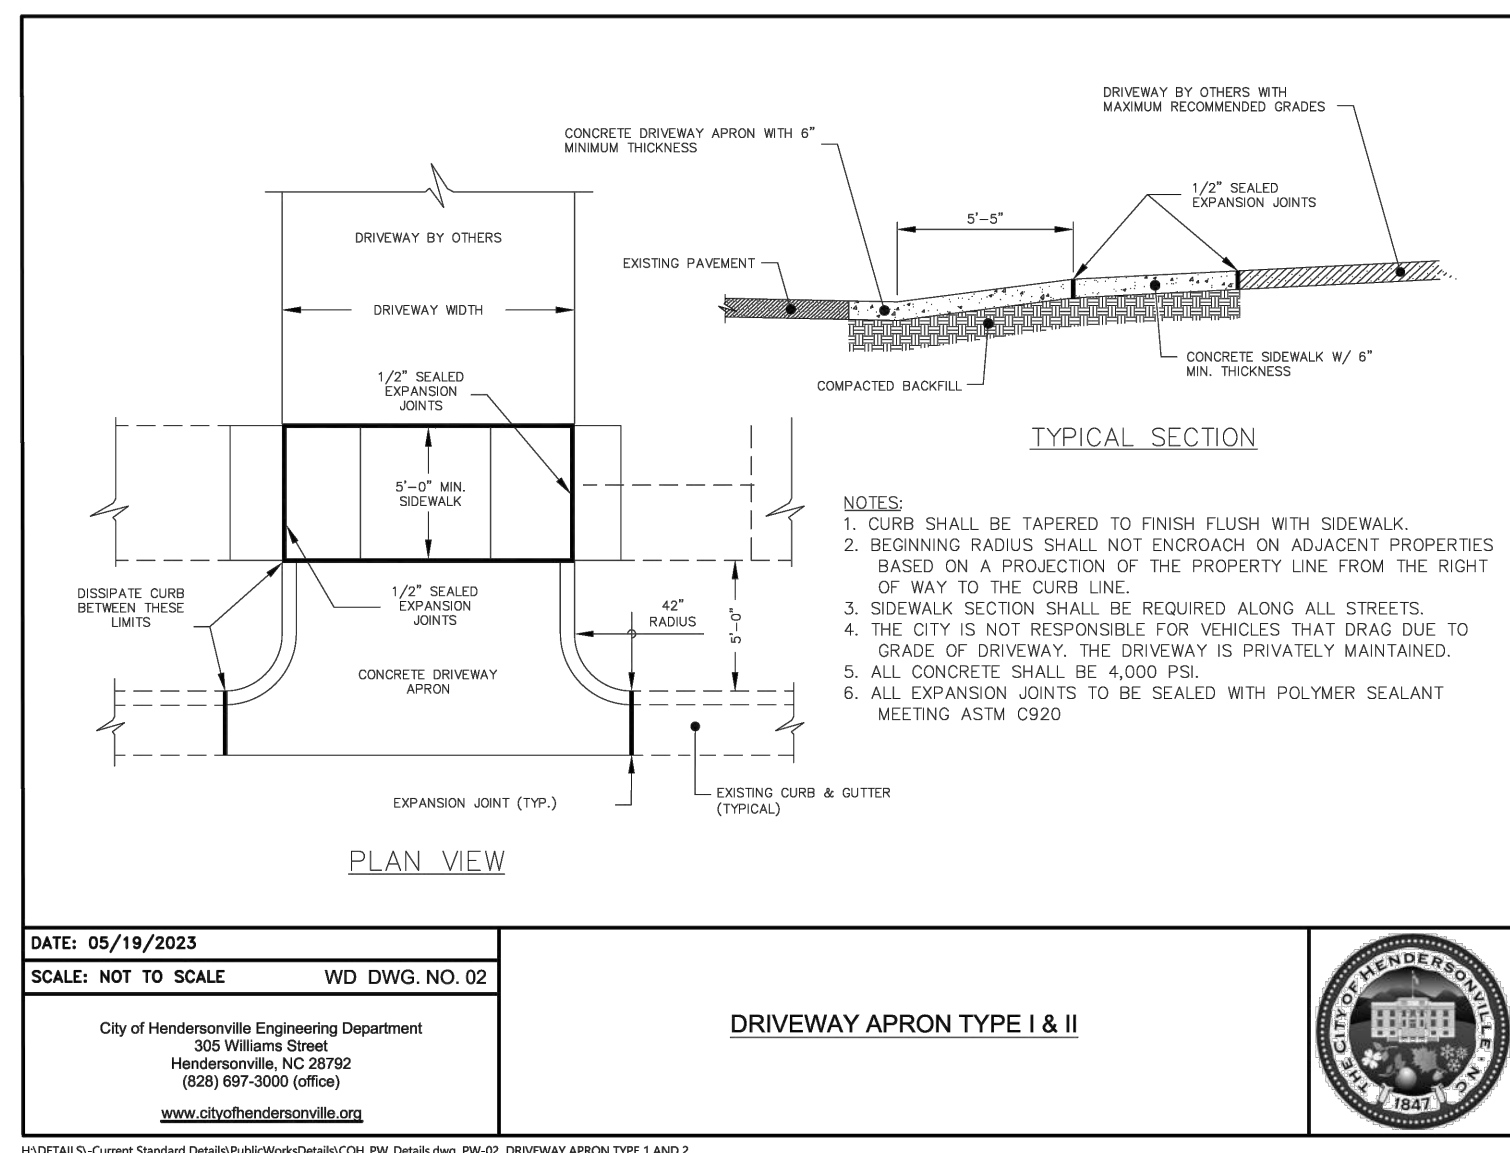 DRIVEWAY BY OTHERS WITH
MAXIMUM RECOMMENDED GRADES
CONCRETE DRIVEWAY APRON WITH 6"
MINIMUM THICKNESS
1/2" SEALED
EXPANSION JOINTS
5'-5"
EXISTING PAVEMENT
COMPACTED BACKFILL
CONCRETE SIDEWALK W/ 6"
MIN. THICKNESS
TYPICAL SECTION
DRIVEWAY BY OTHERS
DRIVEWAY WIDTH
1/2" SEALED
EXPANSION
JOINTS
5'-0" MIN.
SIDEWALK
DISSIPATE CURB
BETWEEN THESE
LIMITS
1/2" SEALED
EXPANSION
JOINTS
42"
RADIUS
5'-0"
CONCRETE DRIVEWAY
APRON
EXPANSION JOINT (TYP.)
EXISTING CURB & GUTTER
(TYPICAL)
PLAN VIEW
NOTES:
1. CURB SHALL BE TAPERED TO FINISH FLUSH WITH SIDEWALK.
2. BEGINNING RADIUS SHALL NOT ENCROACH ON ADJACENT PROPERTIES
BASED ON A PROJECTION OF THE PROPERTY LINE FROM THE RIGHT
OF WAY TO THE CURB LINE.
3. SIDEWALK SECTION SHALL BE REQUIRED ALONG ALL STREETS.
4. THE CITY IS NOT RESPONSIBLE FOR VEHICLES THAT DRAG DUE TO
GRADE OF DRIVEWAY. THE DRIVEWAY IS PRIVATELY MAINTAINED.
5. ALL CONCRETE SHALL BE 4,000 PSI.
6. ALL EXPANSION JOINTS TO BE SEALED WITH POLYMER SEALANT
MEETING ASTM C920
DATE: 05/19/2023
SCALE: NOT TO SCALE WD DWG. NO. 02
City of Hendersonville Engineering Department
305 Williams Street
Hendersonville, NC 28792
(828) 697-3000 (office)
www.cityofhendersonville.org
DRIVEWAY APRON TYPE I & II
THE CITY OF HENDERSONVILLE · N.C.
1847
H:\DETAILS\-Current Standard Details\PublicWorksDetails\COH_PW_Details.dwg, PW-02_DRIVEWAY APRON TYPE 1 AND 2